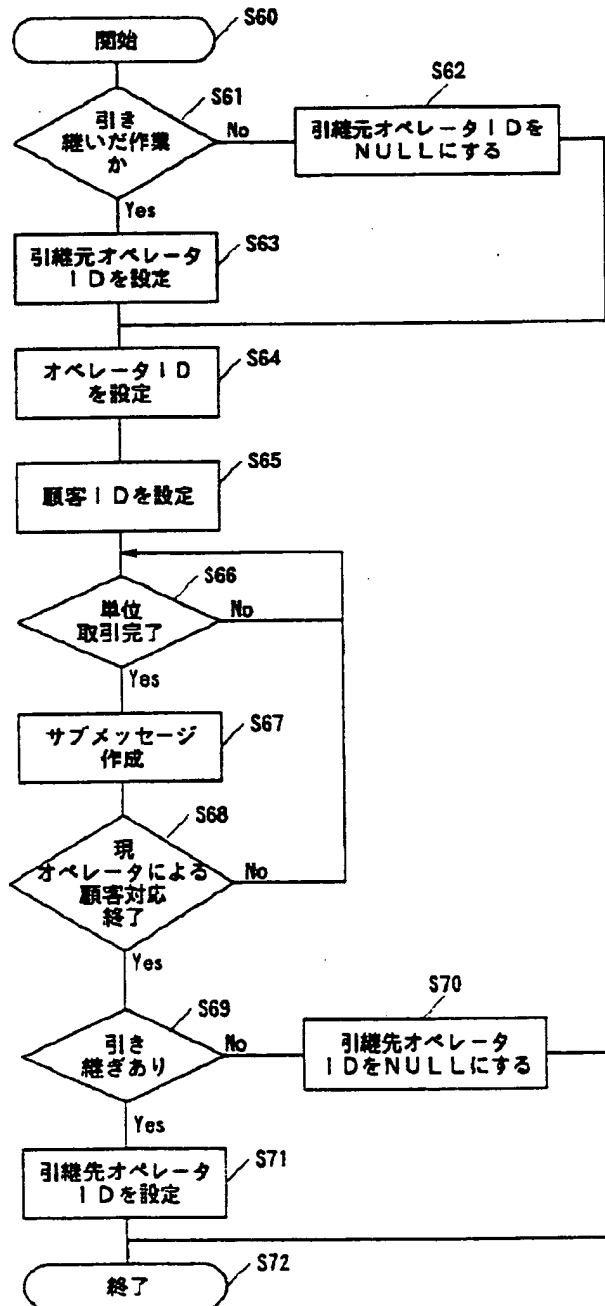 S60
開始
S61
引き
継いだ作業
か
No
Yes
S62
引継元オペレータIDを
NULLにする
S63
引継元オペレータ
IDを設定
S64
オペレータID
を設定
S65
顧客IDを設定
S66
単位
取引完了
No
Yes
S67
サブメッセージ
作成
S68
現
オペレータによる
顧客対応
終了
No
Yes
S69
引き
継ぎあり
No
Yes
S70
引継先オペレータ
IDをNULLにする
S71
引継先オペレータ
IDを設定
S72
終了